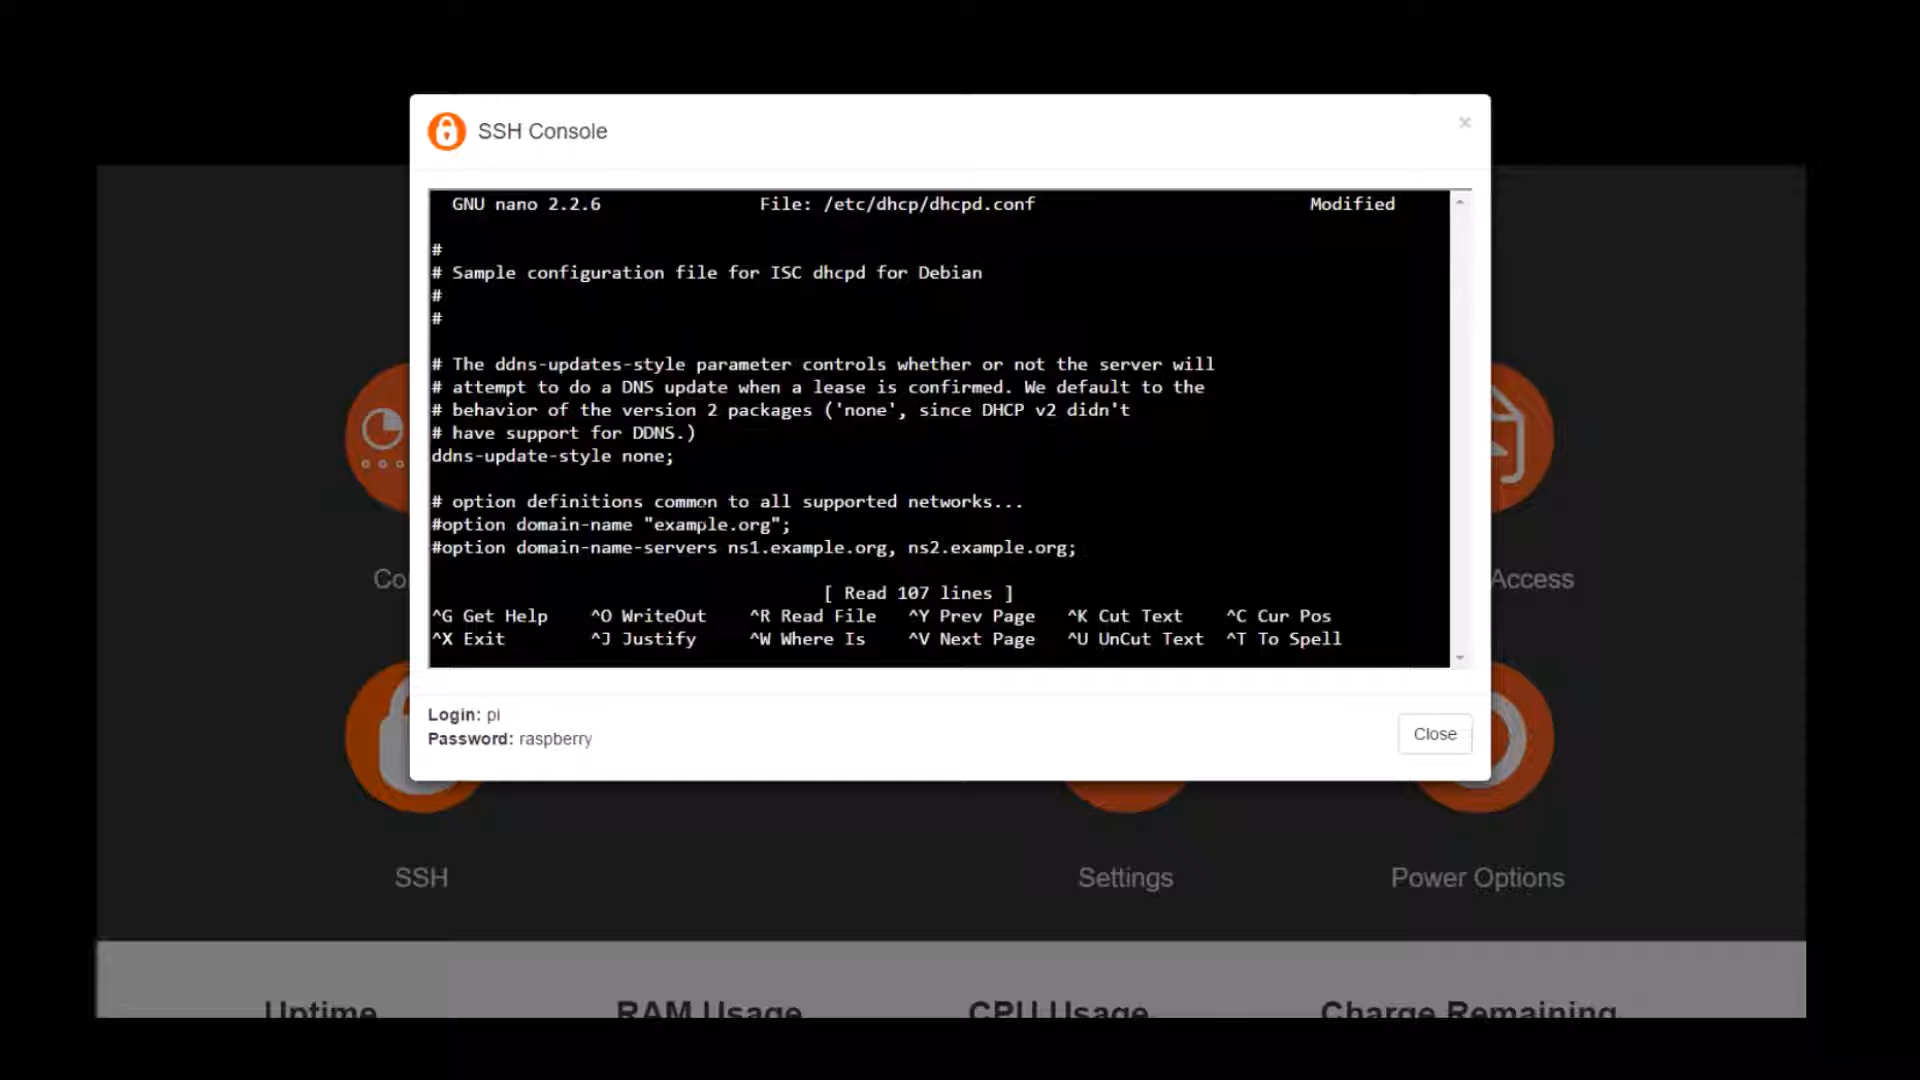 SSH Console
×
GNU nano 2.2.6 File: /etc/dhcp/dhcpd.conf Modified
#
# Sample configuration file for ISC dhcpd for Debian
#
#
# The ddns-updates-style parameter controls whether or not the server will
# attempt to do a DNS update when a lease is confirmed. We default to the
# behavior of the version 2 packages ('none', since DHCP v2 didn't
# have support for DDNS.)
ddns-update-style none;
# option definitions common to all supported networks...
#option domain-name "example.org";
#option domain-name-servers ns1.example.org, ns2.example.org;
[ Read 107 lines ]
^G Get Help ^O WriteOut ^R Read File ^Y Prev Page ^K Cut Text ^C Cur Pos
^X Exit ^J Justify ^W Where Is ^V Next Page ^U UnCut Text ^T To Spell
Login: pi
Password: raspberry
Close
Co
Access
SSH
Settings
Power Options
Uptime
RAM Usage
CPU Usage
Charge Remaining